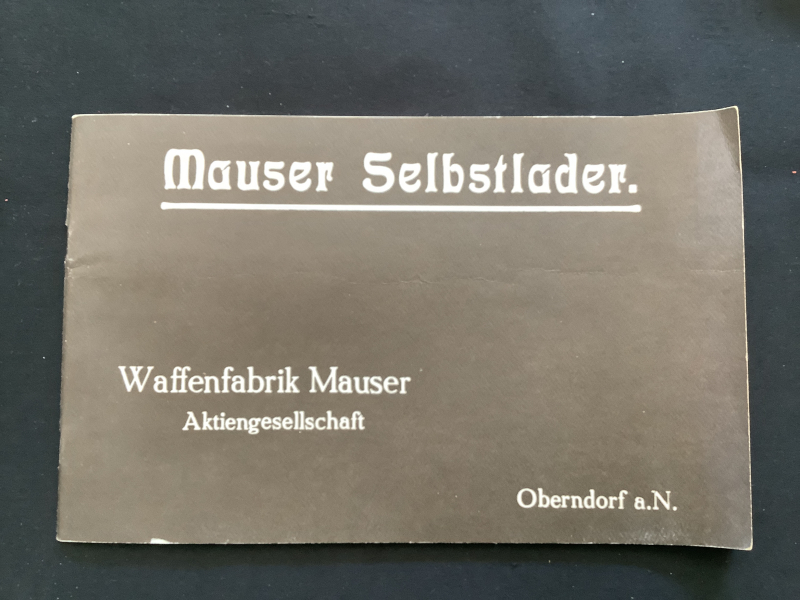 Mauser Selbstlader.
Waffenfabrik Mauser
Aktiengesellschaft
Oberndorf a.N.